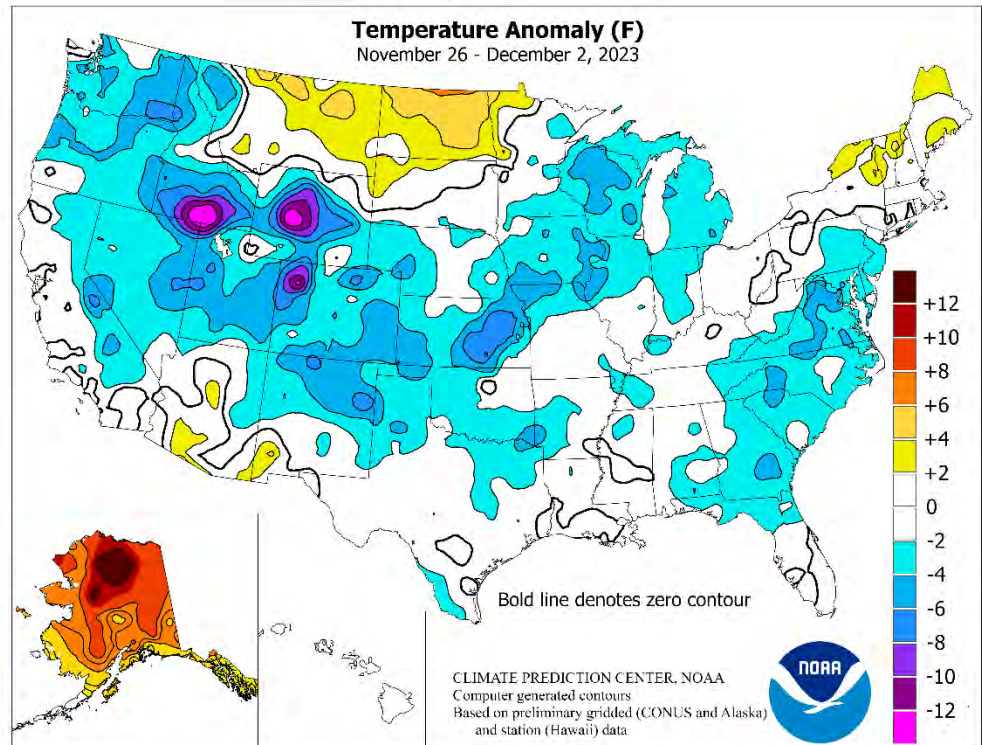 Temperature Anomaly (F)
November 26 - December 2, 2023
+12
+10
+8
+6
+4
+2
0
-2
-4
-6
-8
-10
-12
Bold line denotes zero contour
CLIMATE PREDICTION CENTER, NOAA
Computer generated contours
Based on preliminary gridded (CONUS and Alaska)
and station (Hawaii) data
NOAA